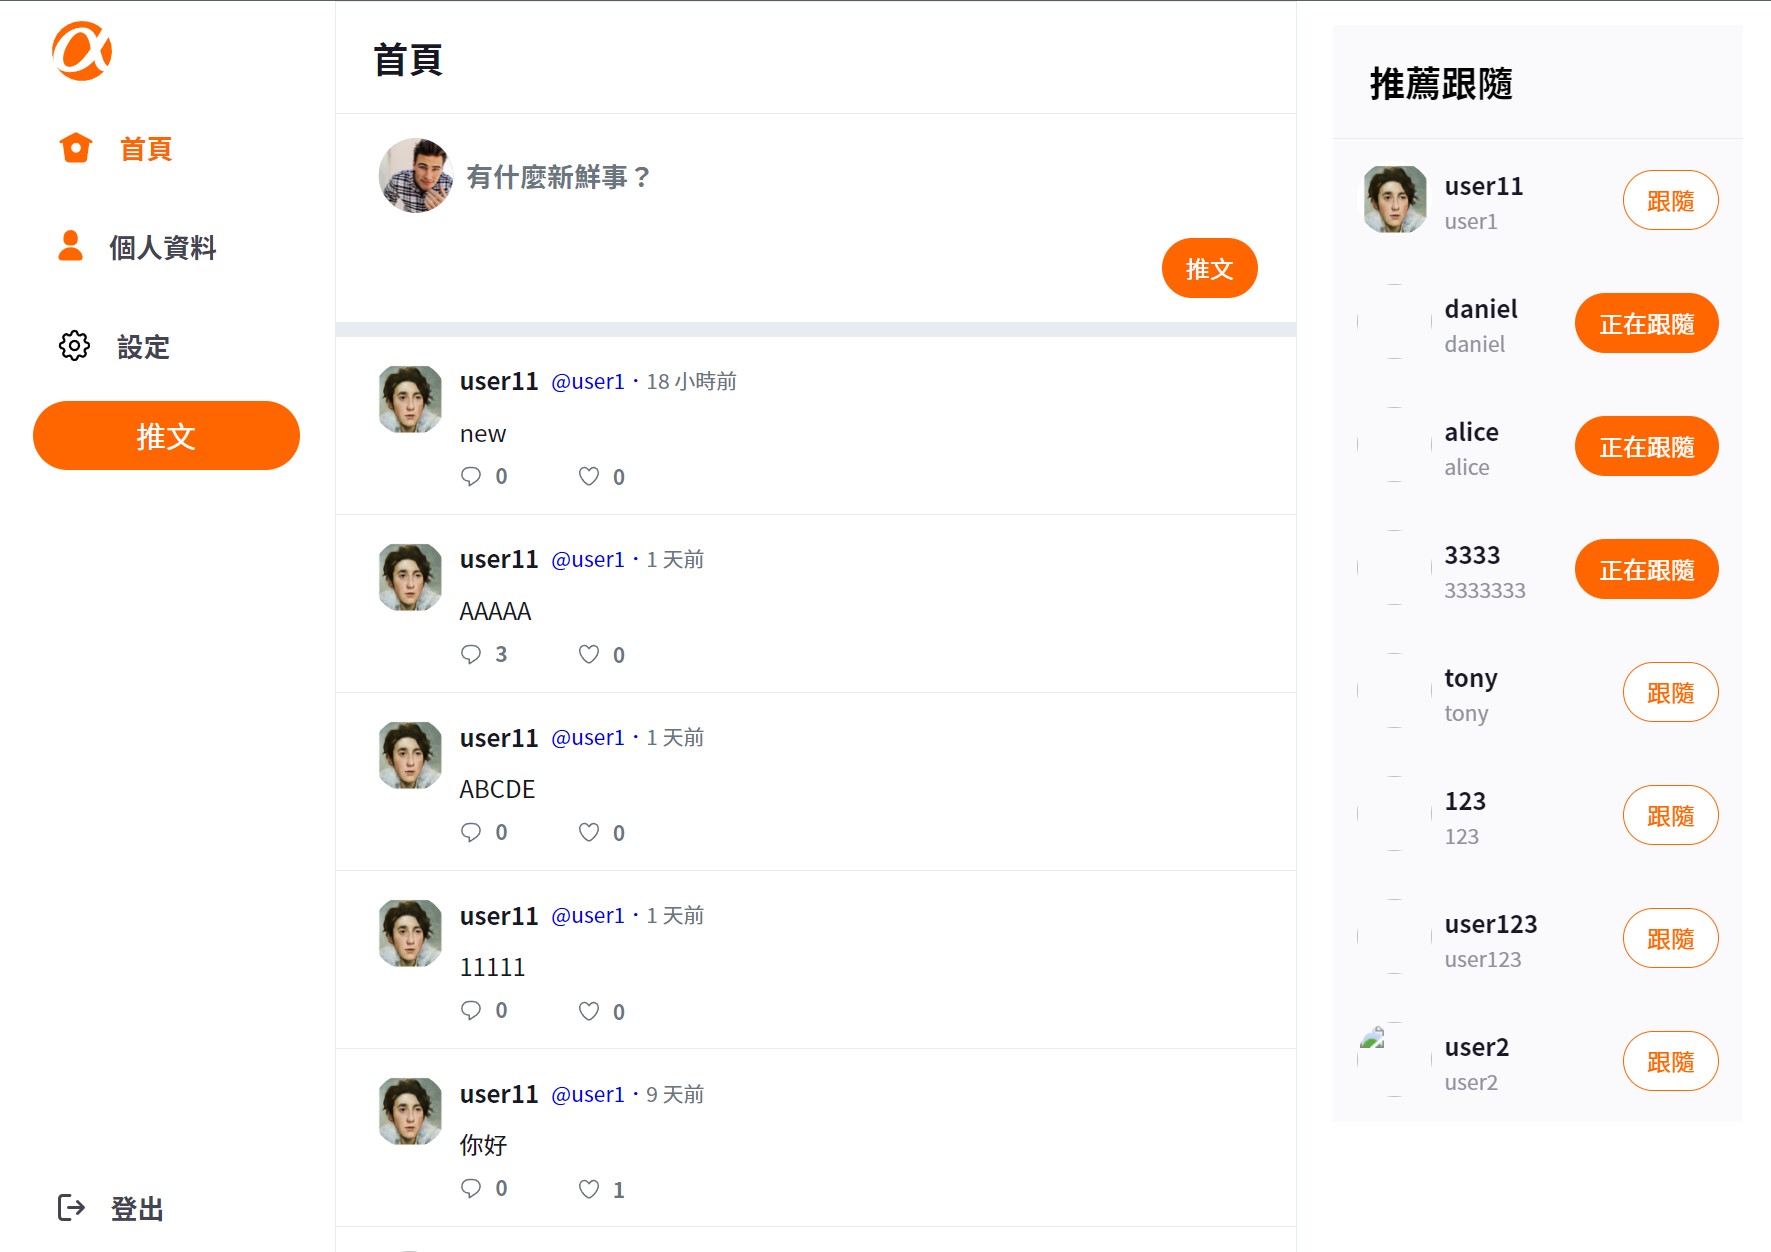 首頁
個人資料
設定
推文
登出
首頁
有什麼新鮮事？
推文
user11 @user1・18 小時前
new
0 0
user11 @user1・1 天前
AAAAA
3 0
user11 @user1・1 天前
ABCDE
0 0
user11 @user1・1 天前
11111
0 0
user11 @user1・9 天前
你好
0 1
推薦跟隨
user11
user1
跟隨
daniel
daniel
正在跟隨
alice
alice
正在跟隨
3333
3333333
正在跟隨
tony
tony
跟隨
123
123
跟隨
user123
user123
跟隨
user2
user2
跟隨